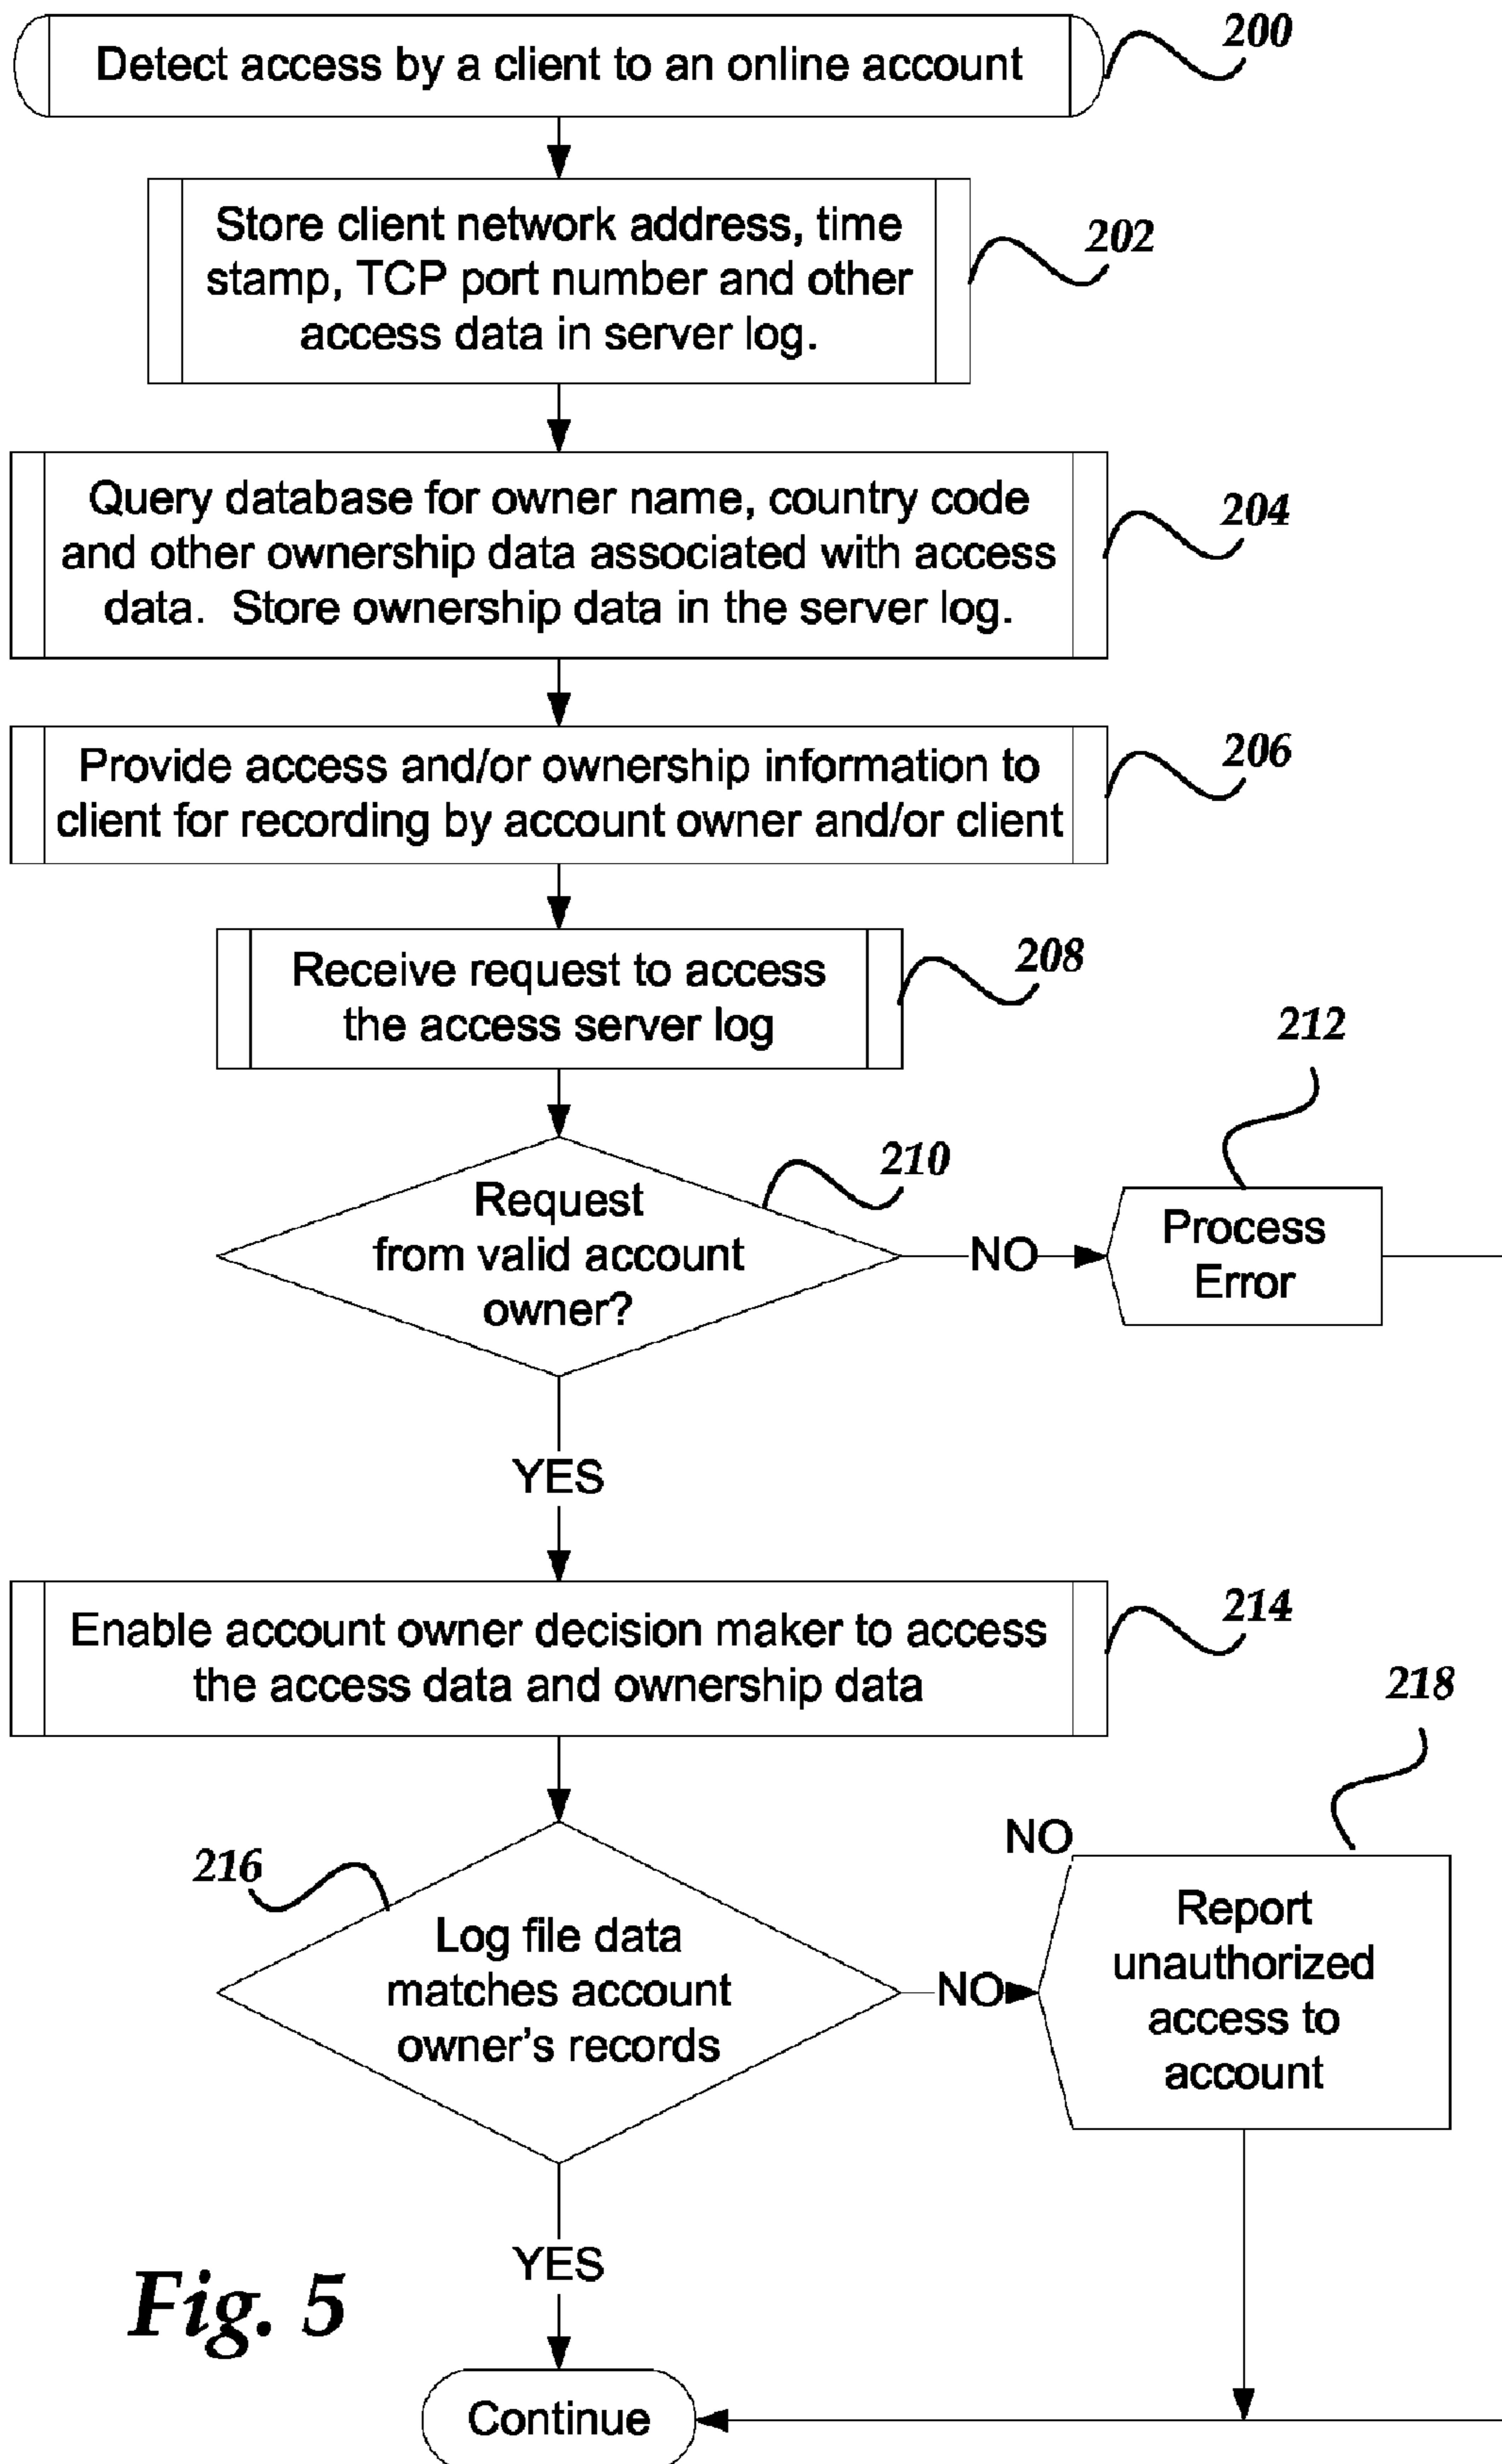 Detect access by a client to an online account
200
Store client network address, time
stamp, TCP port number and other
access data in server log.
202
Query database for owner name, country code
and other ownership data associated with access
data. Store ownership data in the server log.
204
Provide access and/or ownership information to
client for recording by account owner and/or client
206
Receive request to access
the access server log
208
Request
from valid account
owner?
210
NO
212
Process
Error
YES
Enable account owner decision maker to access
the access data and ownership data
214
216
Log file data
matches account
owner's records
NO
NO
218
Report
unauthorized
access to
account
YES
Fig. 5
Continue